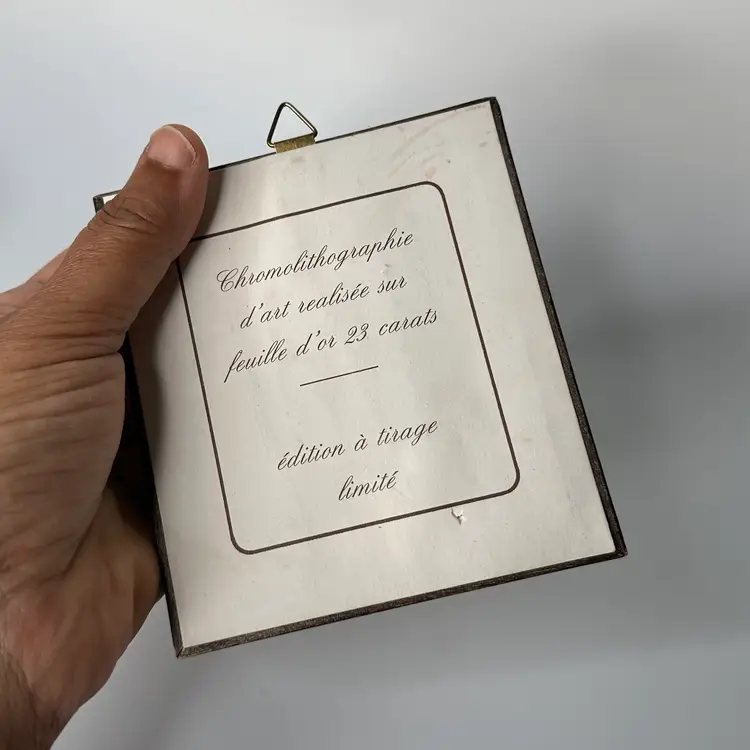 Chromolithographie
d'art realisée sur
feuille d'or 23 carats
édition à tirage
limité